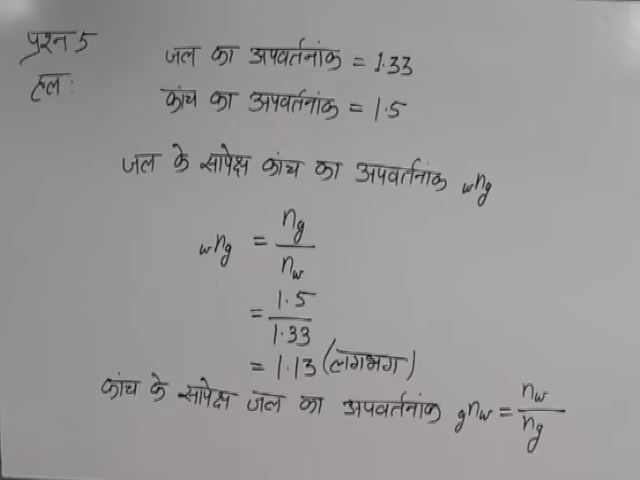 प्रश्न 5
जल का अपवर्तनांक = 1.33
हल:
कांच का अपवर्तनांक = 1.5
जल के सापेक्ष कांच का अपवर्तनांक wng
wng = ng / nw
= 1.5 / 1.33
= 1.13 (लगभग)
कांच के सापेक्ष जल का अपवर्तनांक gnw = nw / ng